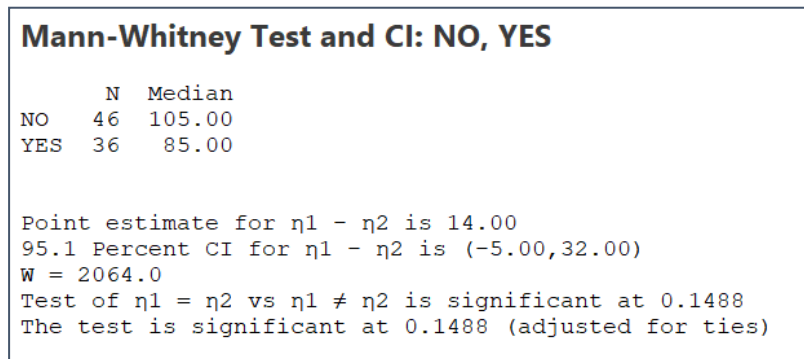 Mann-Whitney Test and CI: NO, YES
N Median
NO 46 105.00
YES 36 85.00
Point estimate for η1 - η2 is 14.00
95.1 Percent CI for η1 - η2 is (-5.00,32.00)
W = 2064.0
Test of η1 = η2 vs η1 ≠ η2 is significant at 0.1488
The test is significant at 0.1488 (adjusted for ties)